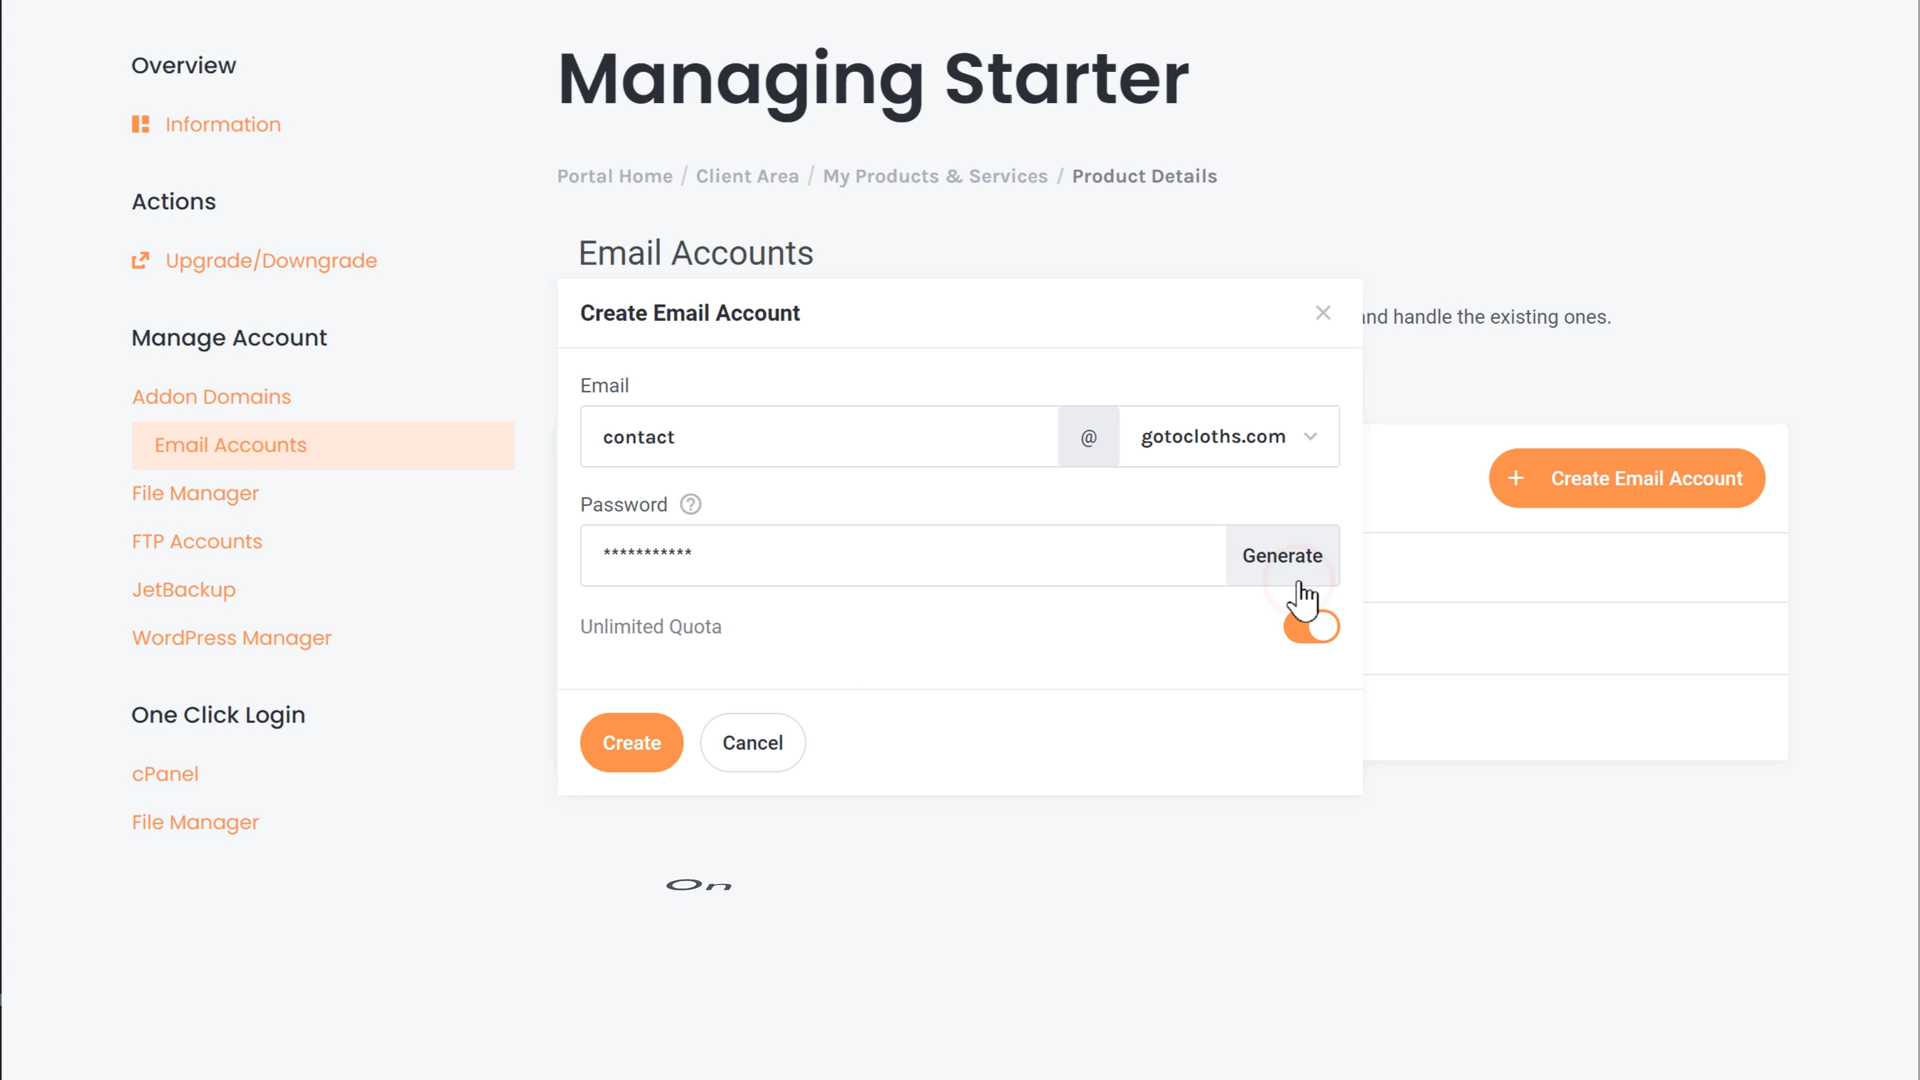 Overview
Information
Actions
Upgrade/Downgrade
Manage Account
Addon Domains
Email Accounts
File Manager
FTP Accounts
JetBackup
WordPress Manager
One Click Login
cPanel
File Manager
Managing Starter
Portal Home / Client Area / My Products & Services / Product Details
Email Accounts
and handle the existing ones.
+ Create Email Account
Create Email Account
Email
contact @ gotocloths.com
Password ?
*********** Generate
Unlimited Quota
Create Cancel
On